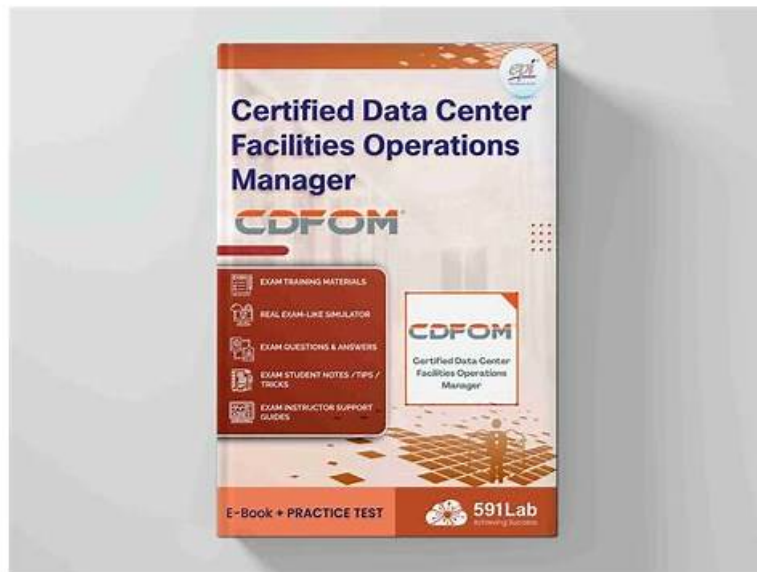 epi
Certified Data Center
Facilities Operations
Manager
CDFOM
EXAM TRAINING MATERIALS
REAL EXAM-LIKE SIMULATOR
EXAM QUESTIONS & ANSWERS
EXAM STUDENT NOTES / TIPS /
TRICKS
EXAM INSTRUCTOR SUPPORT
GUIDES
CDFOM
Certified Data Center
Facilities Operations
Manager
E-Book + PRACTICE TEST
591Lab
Achieving Success